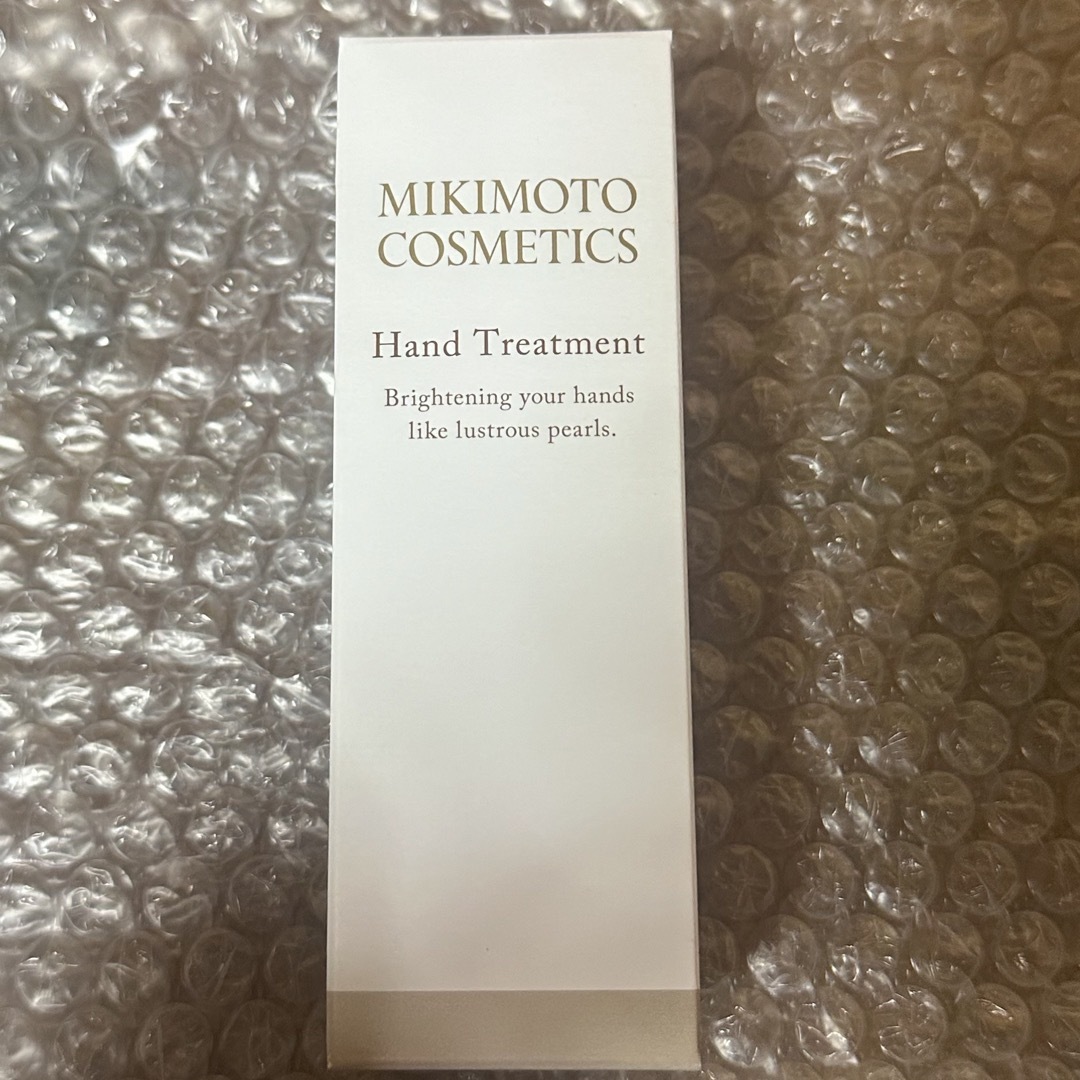 MIKIMOTO
COSMETICS
Hand Treatment
Brightening your hands
like lustrous pearls.